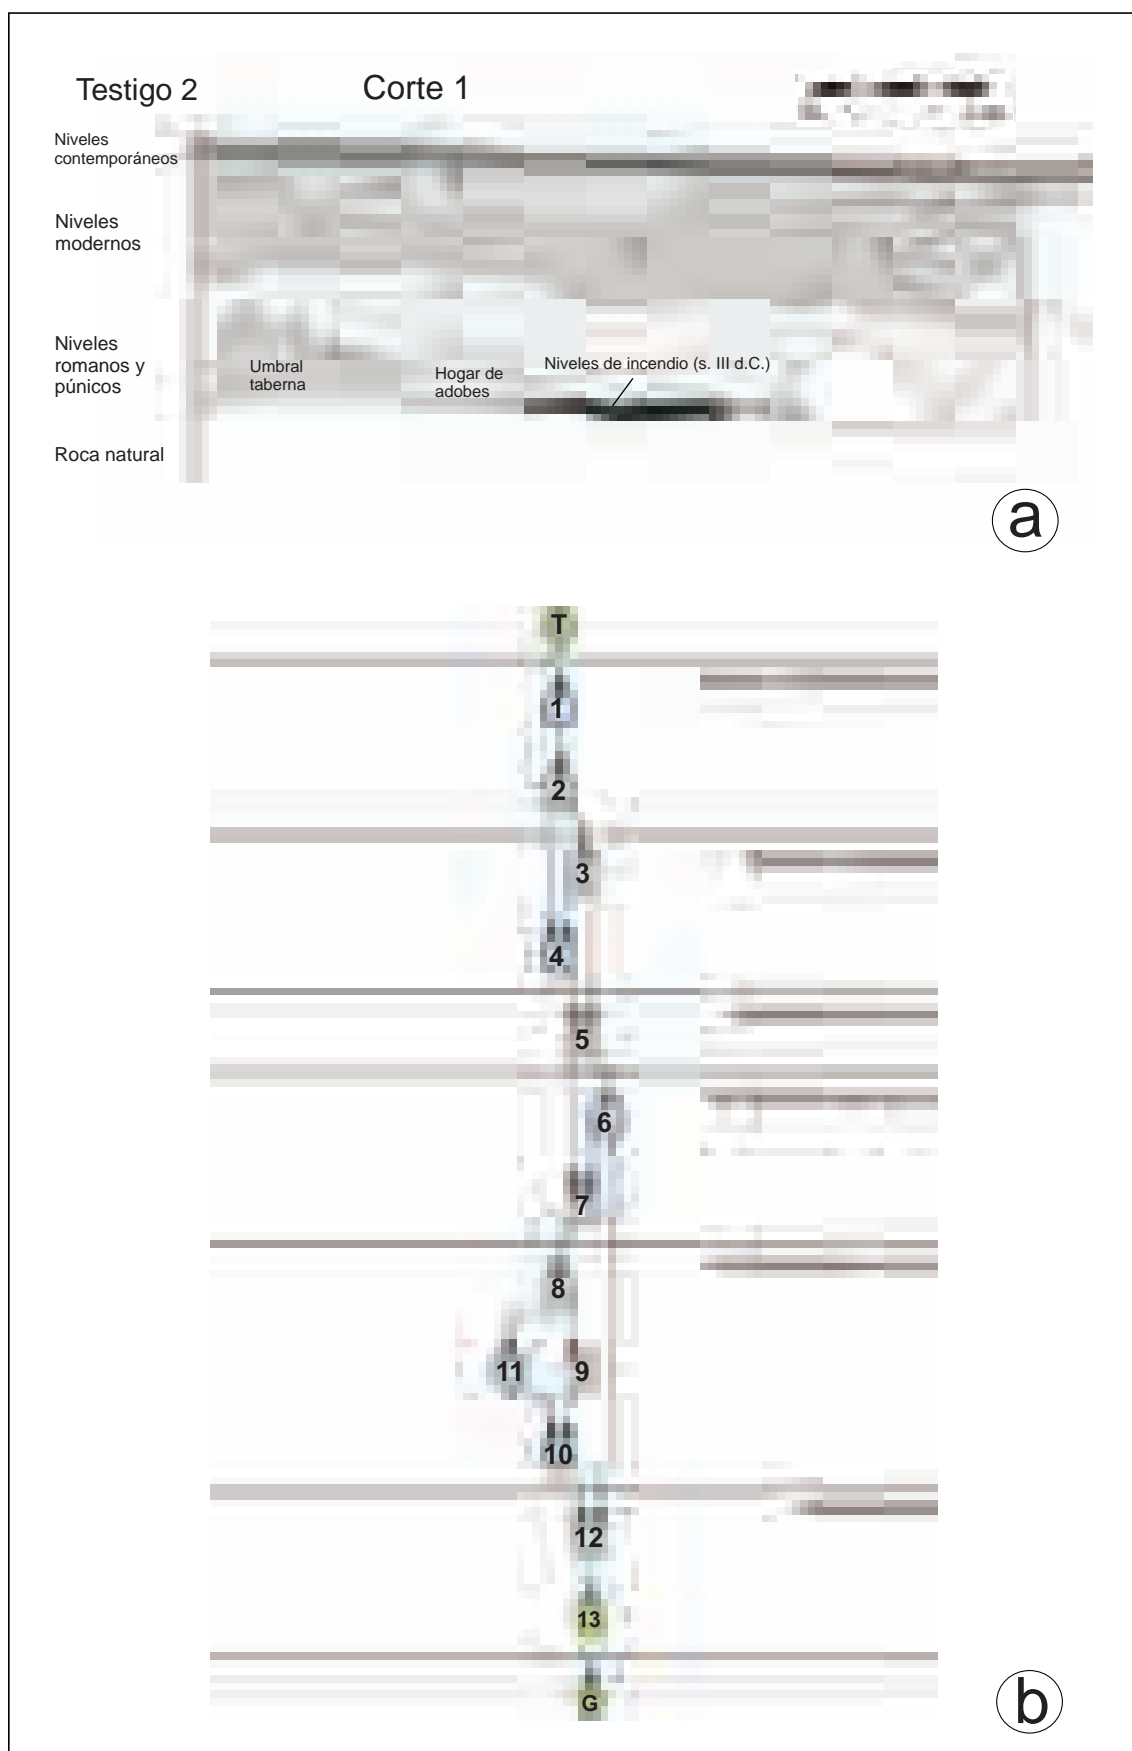 Testigo 2
Corte 1
Niveles
contemporáneos
Niveles
modernos
Niveles
romanos y
púnicos
Umbral
taberna
Hogar de
adobes
Niveles de incendio (s. III d.C.)
Roca natural
a
T
1
2
3
4
5
6
7
8
11
9
10
12
13
G
b